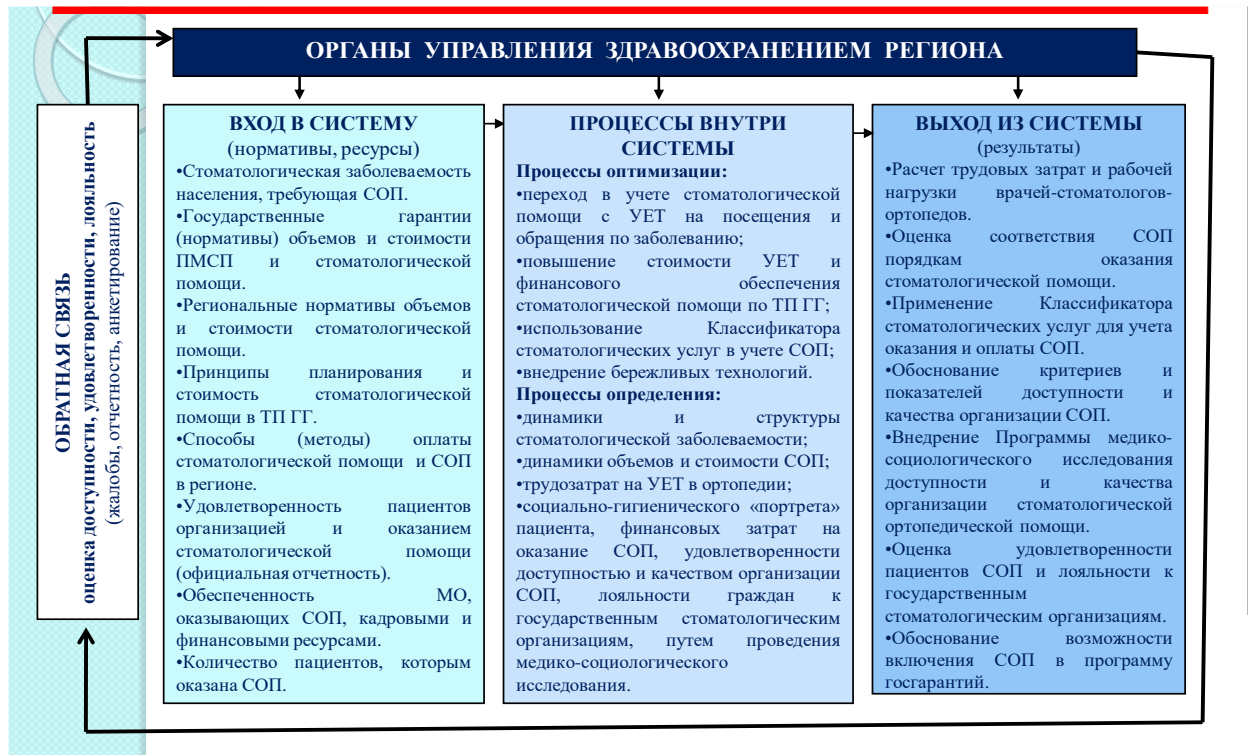 ОРГАНЫ УПРАВЛЕНИЯ ЗДРАВООХРАНЕНИЕМ РЕГИОНА
ОБРАТНАЯ СВЯЗЬ
оценка доступности, удовлетворенности, лояльность
(жалобы, отчетность, анкетирование)
ВХОД В СИСТЕМУ
(нормативы, ресурсы)
•Стоматологическая заболеваемость
населения, требующая СОП.
•Государственные гарантии
(нормативы) объемов и стоимости
ПМСП и стоматологической
помощи.
•Региональные нормативы объемов
и стоимости стоматологической
помощи.
•Принципы планирования и
стоимость стоматологической
помощи в ТП ГГ.
•Способы (методы) оплаты
стоматологической помощи и СОП
в регионе.
•Удовлетворенность пациентов
организацией и оказанием
стоматологической помощи
(официальная отчетность).
•Обеспеченность МО,
оказывающих СОП, кадровыми и
финансовыми ресурсами.
•Количество пациентов, которым
оказана СОП.
ПРОЦЕССЫ ВНУТРИ
СИСТЕМЫ
Процессы оптимизации:
•переход в учете стоматологической
помощи с УЕТ на посещения и
обращения по заболеванию;
•повышение стоимости УЕТ и
финансового обеспечения
стоматологической помощи по ТП ГГ;
•использование Классификатора
стоматологических услуг в учете СОП;
•внедрение бережливых технологий.
Процессы определения:
•динамики и структуры
стоматологической заболеваемости;
•динамики объемов и стоимости СОП;
•трудозатрат на УЕТ в ортопедии;
•социально-гигиенического «портрета»
пациента, финансовых затрат на
оказание СОП, удовлетворенности
доступностью и качеством организации
СОП, лояльности граждан к
государственным стоматологическим
организациям, путем проведения
медико-социологического
исследования.
ВЫХОД ИЗ СИСТЕМЫ
(результаты)
•Расчет трудовых затрат и рабочей
нагрузки врачей-стоматологов-
ортопедов.
•Оценка соответствия СОП
порядкам оказания
стоматологической помощи.
•Применение Классификатора
стоматологических услуг для учета
оказания и оплаты СОП.
•Обоснование критериев и
показателей доступности и
качества организации СОП.
•Внедрение Программы медико-
социологического исследования
доступности и качества
организации стоматологической
ортопедической помощи.
•Оценка удовлетворенности
пациентов СОП и лояльности к
государственным
стоматологическим организациям.
•Обоснование возможности
включения СОП в программу
госгарантий.